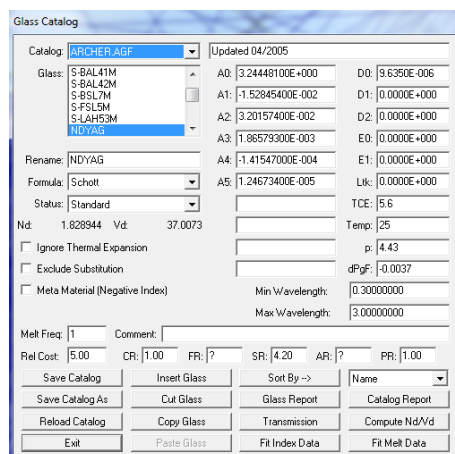 Glass Catalog
Catalog: ARCHER.AGF Updated 04/2005
Glass: S-BAL41M A0: 3.24448100E+000 D0: 9.6350E-006
S-BAL42M A1: -1.52845400E-002 D1: 0.0000E+000
S-BSL7M A2: 3.20157400E-002 D2: 0.0000E+000
S-FSL5M
S-LAH53M A3: 1.86579300E-003 E0: 0.0000E+000
NDYAG
Rename: NDYAG A4: -1.41547000E-004 E1: 0.0000E+000
Formula: Schott A5: 1.24673400E-005 Ltk: 0.0000E+000
Status: Standard TCE: 5.6
Nd: 1.828944 Vd: 37.0073 Temp: 25
Ignore Thermal Expansion p: 4.43
Exclude Substitution dPgF: -0.0037
Meta Material (Negative Index) Min Wavelength: 0.30000000
Max Wavelength: 3.00000000
Melt Freq: 1 Comment:
Rel Cost: 5.00 CR: 1.00 FR: ? SR: 4.20 AR: ? PR: 1.00
Save Catalog Insert Glass Sort By --> Name
Save Catalog As Cut Glass Glass Report Catalog Report
Reload Catalog Copy Glass Transmission Compute Nd/Vd
Exit Paste Glass Fit Index Data Fit Melt Data